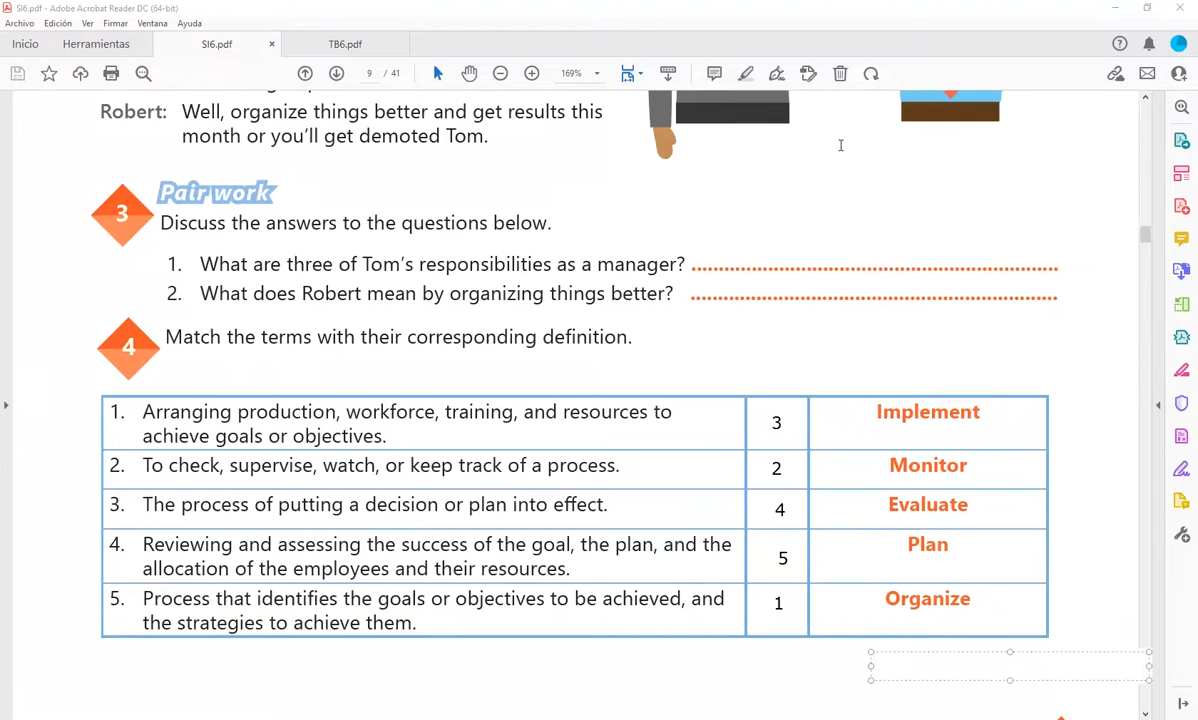 SI6.pdf - Adobe Acrobat Reader DC (64-bit)
Archivo Edición Ver Firmar Ventana Ayuda
Inicio Herramientas SI6.pdf × TB6.pdf
9 / 41 169%
Robert: Well, organize things better and get results this
month or you'll get demoted Tom.
3 Pair work
Discuss the answers to the questions below.
1. What are three of Tom's responsibilities as a manager?
2. What does Robert mean by organizing things better?
4 Match the terms with their corresponding definition.
1. Arranging production, workforce, training, and resources to
achieve goals or objectives.
3 Implement
2. To check, supervise, watch, or keep track of a process. 2 Monitor
3. The process of putting a decision or plan into effect. 4 Evaluate
4. Reviewing and assessing the success of the goal, the plan, and the
allocation of the employees and their resources.
5 Plan
5. Process that identifies the goals or objectives to be achieved, and
the strategies to achieve them.
1 Organize